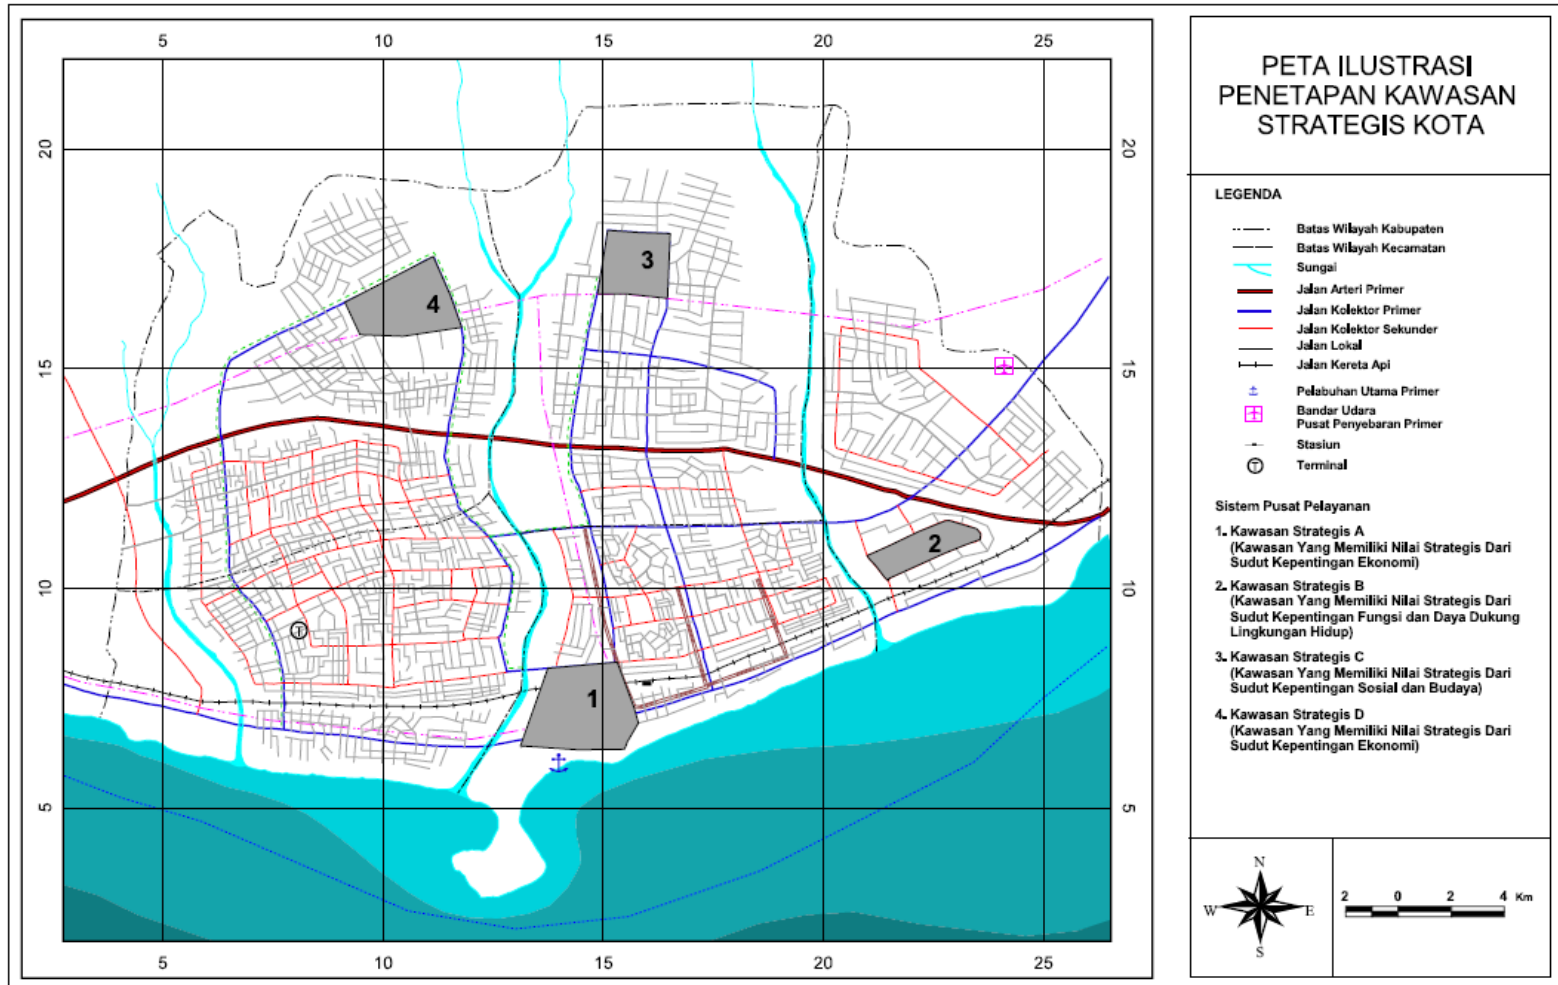 5 10 15 20 25
20 20
15 15
10 10
5 5
3
4
2
1
T
5 10 15 20 25
PETA ILUSTRASI
PENETAPAN KAWASAN
STRATEGIS KOTA
LEGENDA
Batas Wilayah Kabupaten
Batas Wilayah Kecamatan
Sungai
Jalan Arteri Primer
Jalan Kolektor Primer
Jalan Kolektor Sekunder
Jalan Lokal
Jalan Kereta Api
Pelabuhan Utama Primer
Bandar Udara
Pusat Penyebaran Primer
Stasiun
T Terminal
Sistem Pusat Pelayanan
1. Kawasan Strategis A
(Kawasan Yang Memiliki Nilai Strategis Dari
Sudut Kepentingan Ekonomi)
2. Kawasan Strategis B
(Kawasan Yang Memiliki Nilai Strategis Dari
Sudut Kepentingan Fungsi dan Daya Dukung
Lingkungan Hidup)
3. Kawasan Strategis C
(Kawasan Yang Memiliki Nilai Strategis Dari
Sudut Kepentingan Sosial dan Budaya)
4. Kawasan Strategis D
(Kawasan Yang Memiliki Nilai Strategis Dari
Sudut Kepentingan Ekonomi)
N
W E
S
2 0 2 4 Km